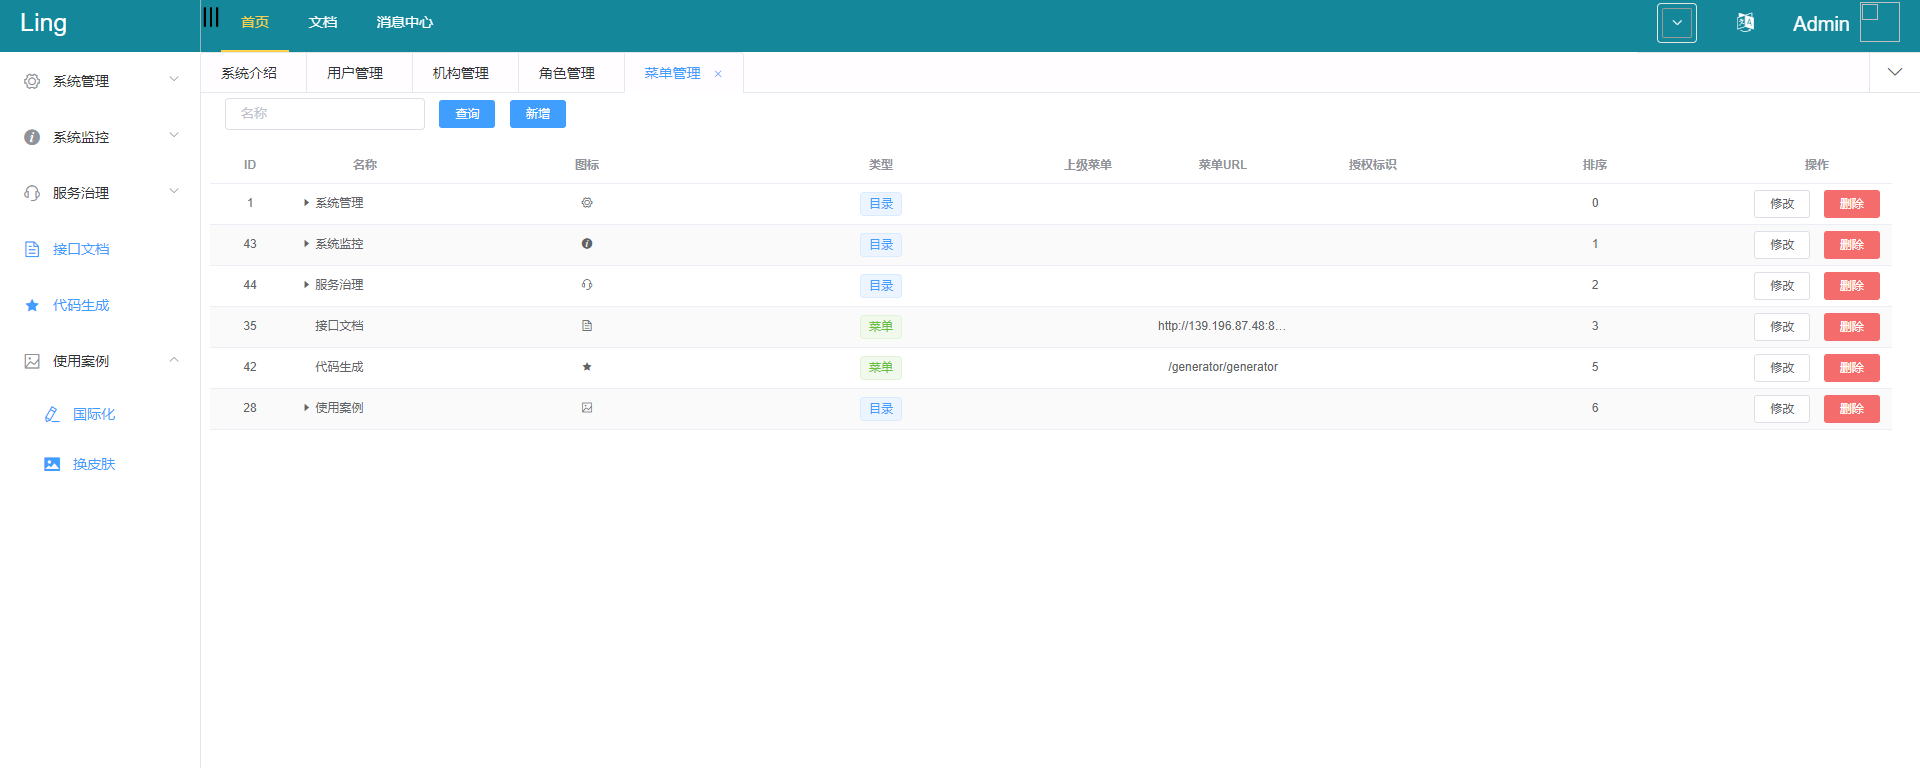 Ling 首页 文档 消息中心 Admin
系统介绍 用户管理 机构管理 角色管理 菜单管理
系统管理
系统监控
服务治理
接口文档
代码生成
使用案例
国际化
换皮肤
名称 查询 新增
ID 名称 图标 类型 上级菜单 菜单URL 授权标识 排序 操作
1 系统管理 目录 0 修改 删除
43 系统监控 目录 1 修改 删除
44 服务治理 目录 2 修改 删除
35 接口文档 菜单 http://139.196.87.48:8... 3 修改 删除
42 代码生成 菜单 /generator/generator 5 修改 删除
28 使用案例 目录 6 修改 删除